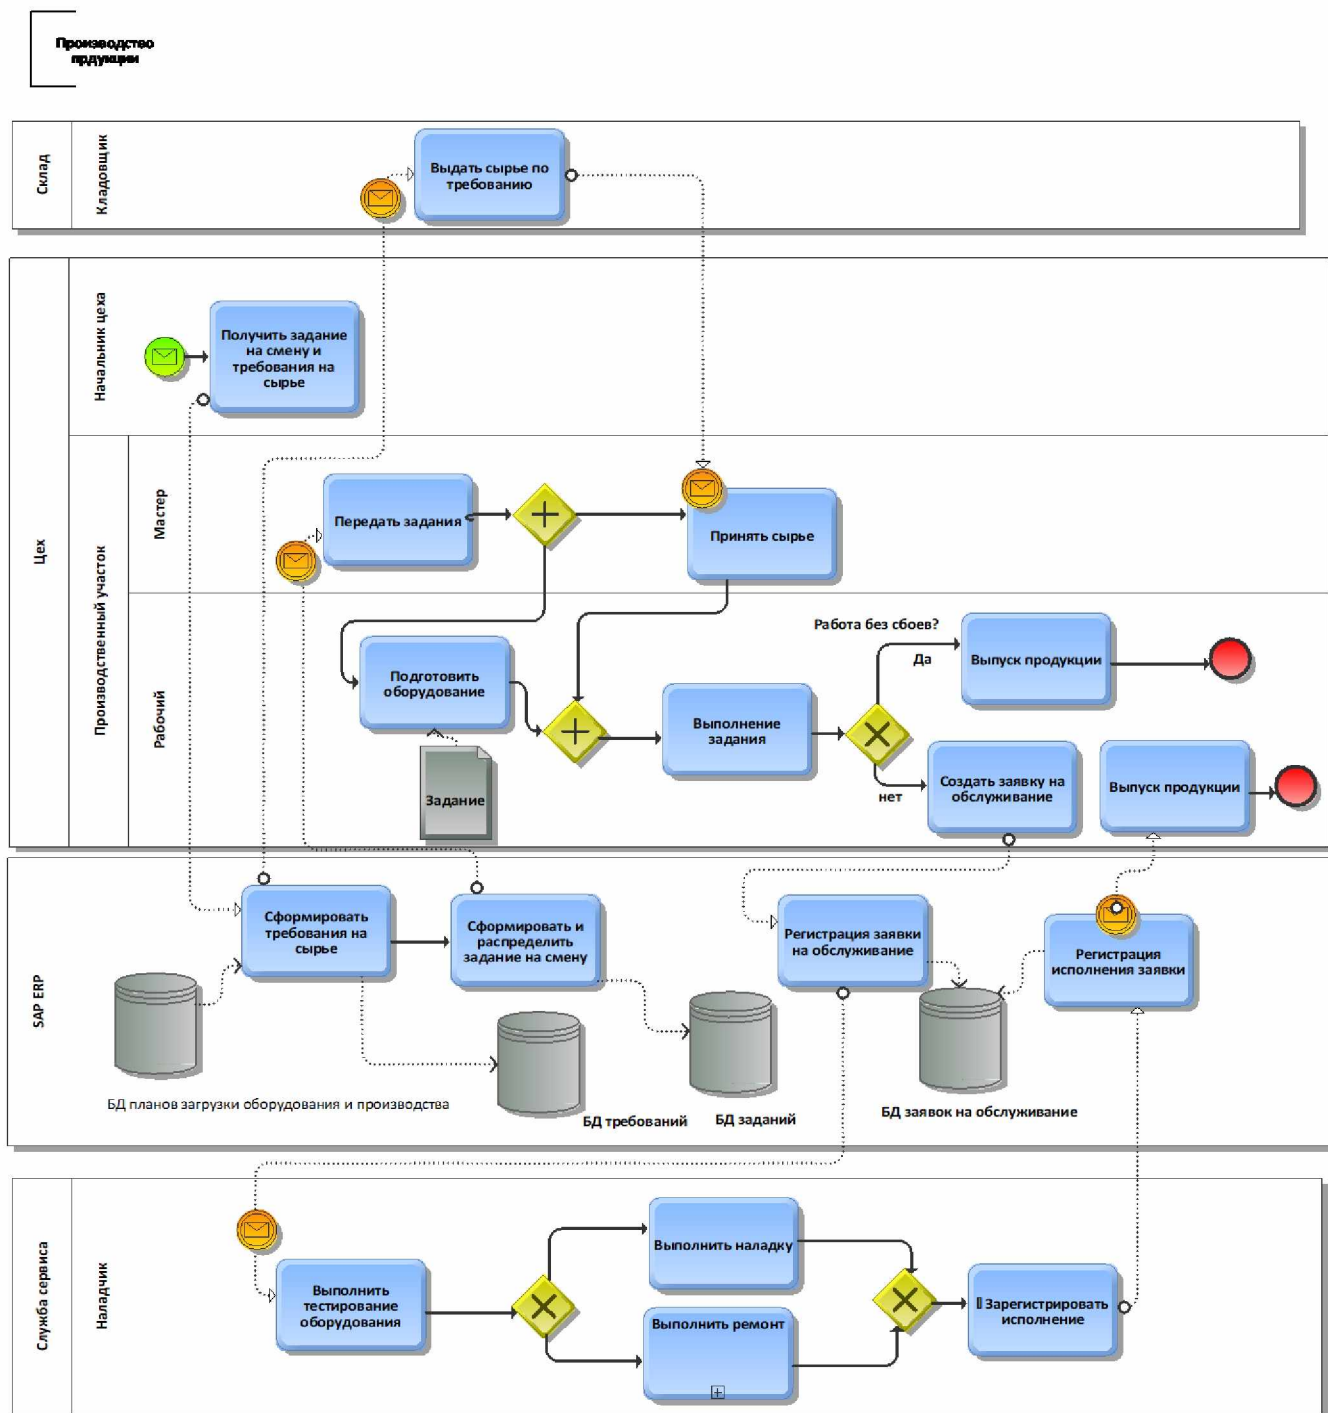 Производство
прдукции
Склад
Кладовщик
Выдать сырье по
требованию
Цех
Начальник цеха
Получить задание
на смену и
требования на
сырье
Производственный участок
Мастер
Передать задания
Принять сырье
Рабочий
Работа без сбоев?
Да
Выпуск продукции
Подготовить
оборудование
Выполнение
задания
нет
Создать заявку на
обслуживание
Выпуск продукции
Задание
SAP ERP
Сформировать
требования на
сырье
Сформировать и
распределить
задание на смену
Регистрация заявки
на обслуживание
Регистрация
исполнения заявки
БД планов загрузки оборудования и производства
БД требований
БД заданий
БД заявок на обслуживание
Служба сервиса
Наладчик
Выполнить
тестирование
оборудования
Выполнить наладку
Выполнить ремонт
Зарегистрировать
исполнение